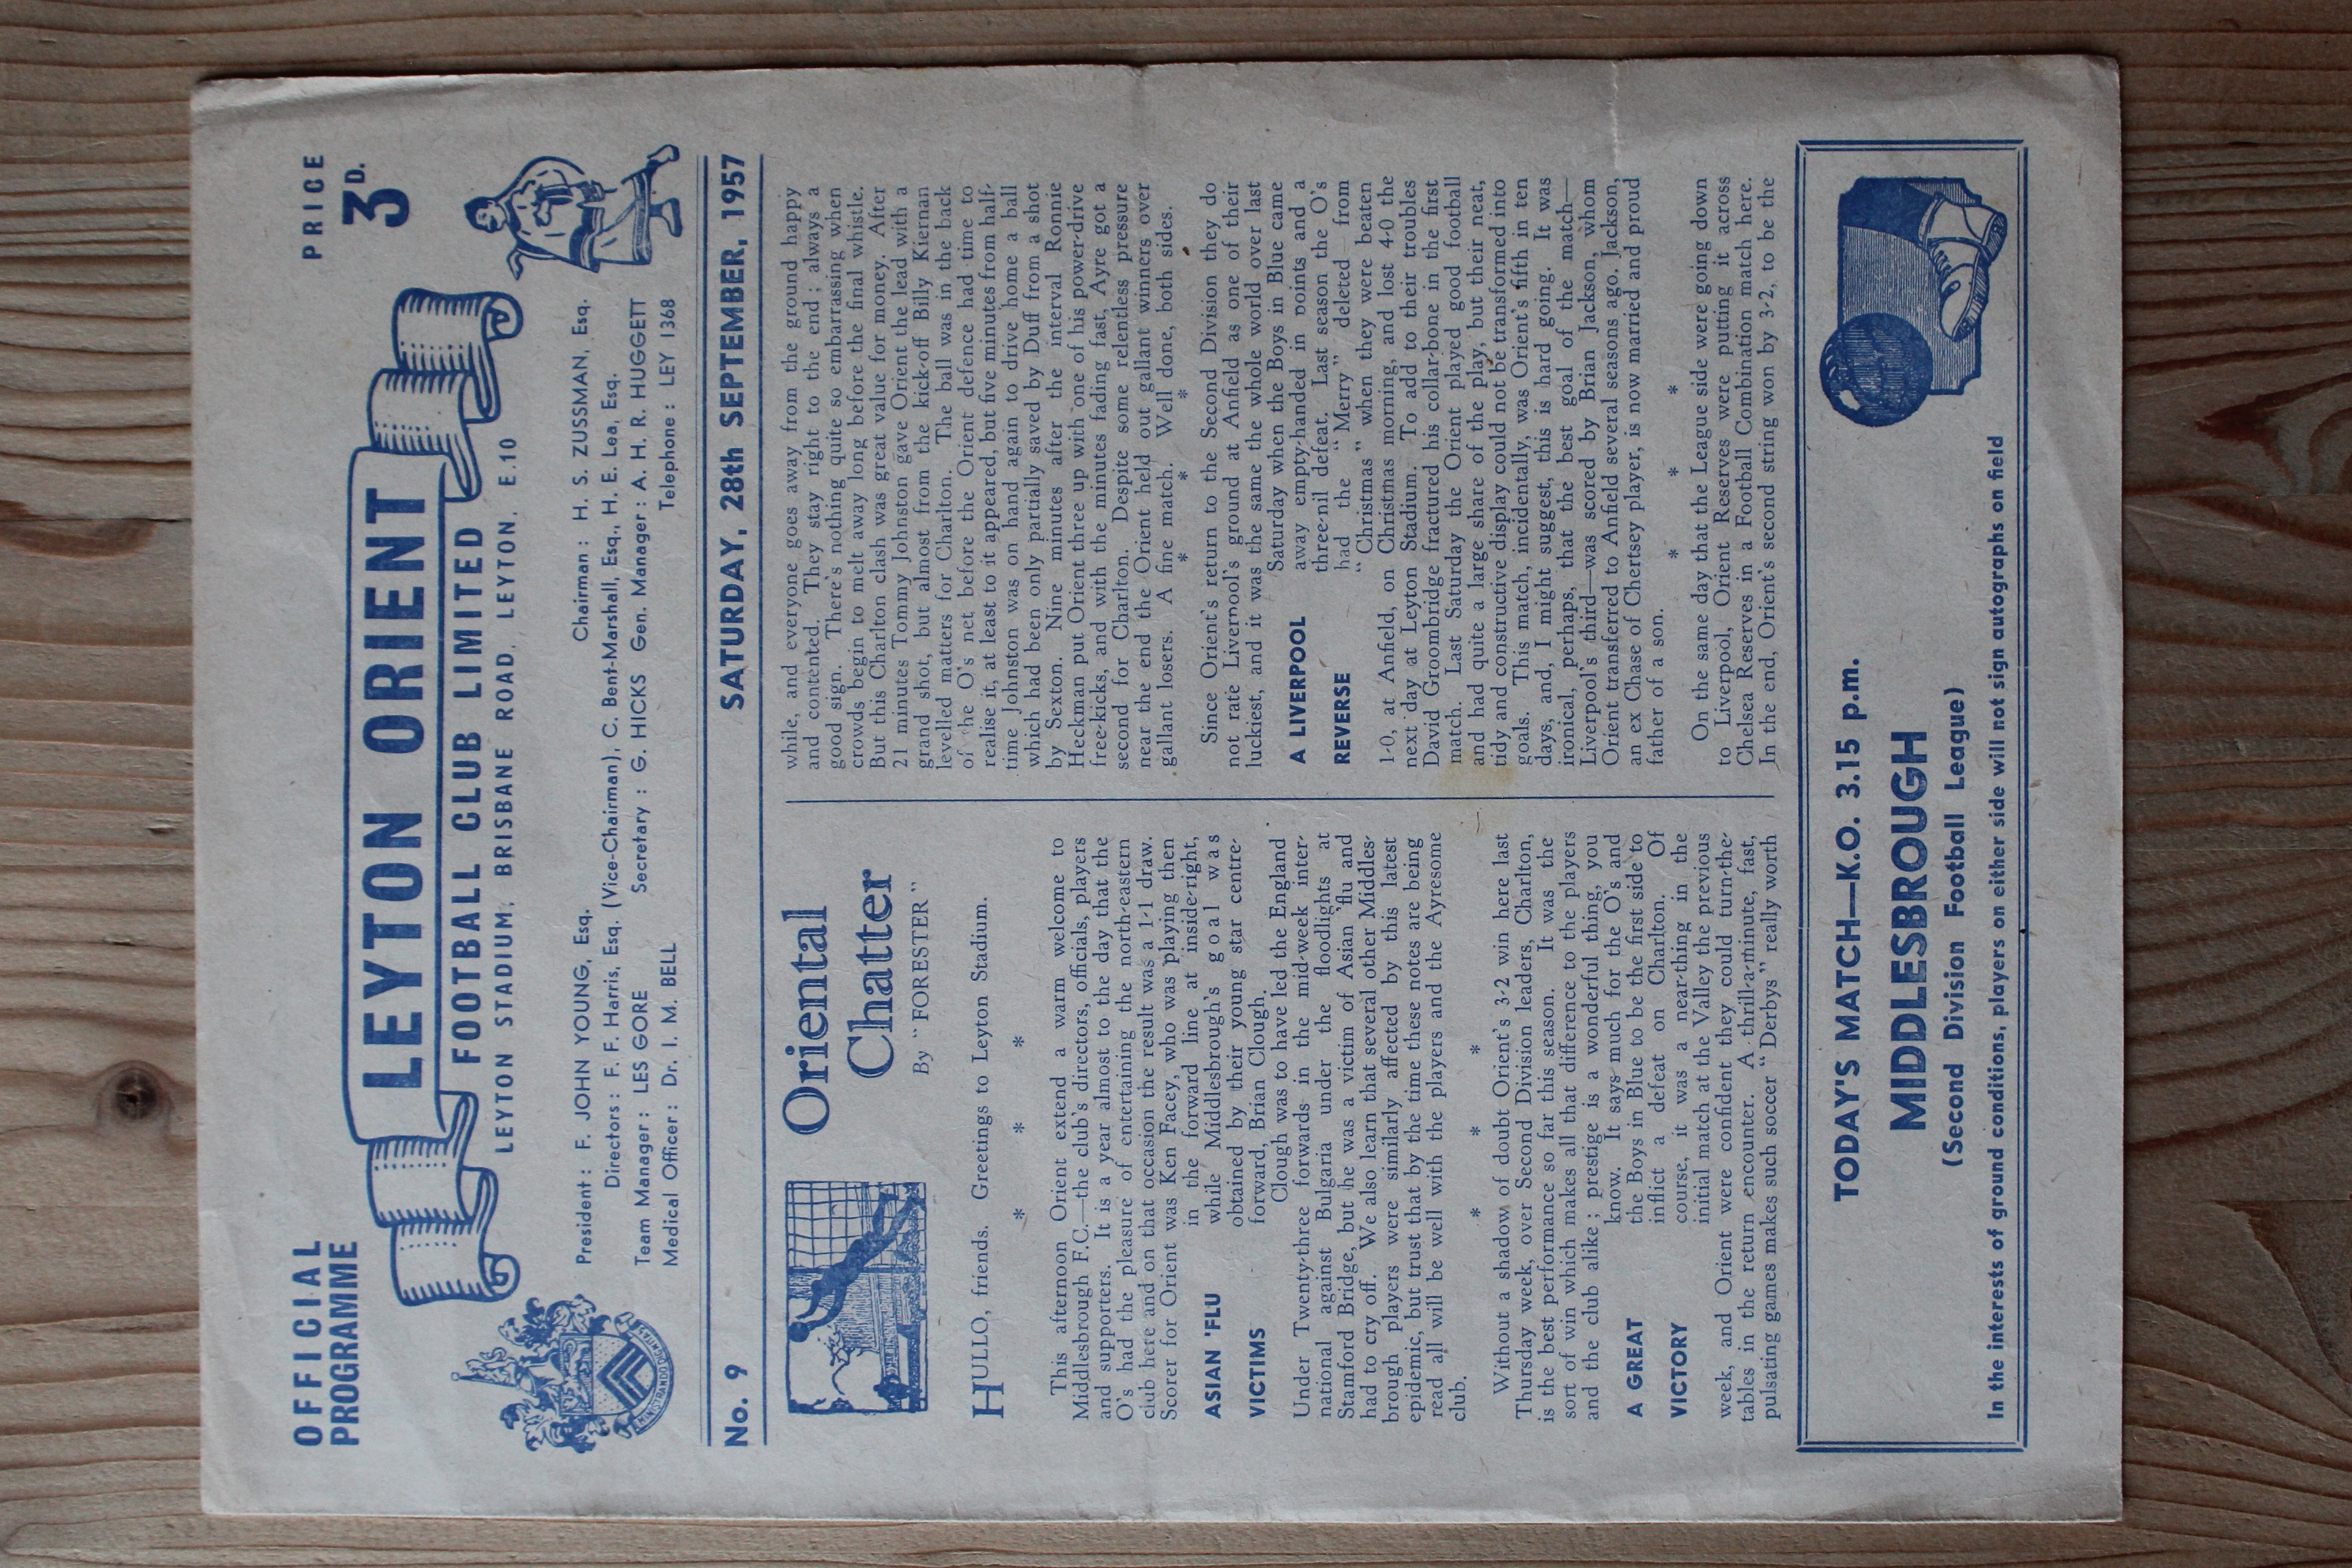 OFFICIAL
PROGRAMME
PRICE
3D.
LEYTON ORIENT
FOOTBALL CLUB LIMITED
LEYTON STADIUM, BRISBANE ROAD, LEYTON, E.10
MINISTRANDO DIGNITAS
President : F. JOHN YOUNG, Esq. Chairman : H. S. ZUSSMAN, Esq.
Directors : F. F. Harris, Esq. (Vice-Chairman), C. Benf-Marshall, Esq., H. E. Lea, Esq.
Team Manager : LES GORE Secretary : G. HICKS Gen. Manager : A. H. R. HUGGETT
Medical Officer : Dr. I. M. BELL Telephone : LEY 1368
No. 9 SATURDAY, 28th SEPTEMBER, 1957
Oriental
Chatter
By " FORESTER "
HULLO, friends. Greetings to Leyton Stadium.
* * *
This afternoon Orient extend a warm welcome to
Middlesbrough F.C.—the club's directors, officials, players
and supporters. It is a year almost to the day that the
O's had the pleasure of entertaining the north-eastern
club here and on that occasion the result was a 1-1 draw.
Scorer for Orient was Ken Facey, who was playing then
in the forward line at inside-right,
ASIAN 'FLU while Middlesbrough's goal was
obtained by their young star centre-
VICTIMS forward, Brian Clough.
Clough was to have led the England
Under Twenty-three forwards in the mid-week inter-
national against Bulgaria under the floodlights at
Stamford Bridge, but he was a victim of Asian 'flu and
had to cry off. We also learn that several other Middles-
brough players were similarly affected by this latest
epidemic, but trust that by the time these notes are being
read all will be well with the players and the Ayresome
club.
* * *
Without a shadow of doubt Orient's 3-2 win here last
Thursday week, over Second Division leaders, Charlton,
is the best performance so far this season. It was the
sort of win which makes all that difference to the players
and the club alike ; prestige is a wonderful thing, you
know. It says much for the O's and
A GREAT the Boys in Blue to be the first side to
inflict a defeat on Charlton. Of
VICTORY course, it was a near-thing in the
initial match at the Valley the previous
week, and Orient were confident they could turn-the-
tables in the return encounter. A thrill-a-minute, fast,
pulsating games makes such soccer " Derbys " really worth
while, and everyone goes away from the ground happy
and contented. They stay right to the end ; always a
good sign. There's nothing quite so embarrassing when
crowds begin to melt away long before the final whistle.
But this Charlton clash was great value for money. After
21 minutes Tommy Johnston gave Orient the lead with a
grand shot, but almost from the kick-off Billy Kiernan
levelled matters for Charlton. The ball was in the back
of the O's net before the Orient defence had time to
realise it, at least to it appeared, but five minutes from half-
time Johnston was on hand again to drive home a ball
which had been only partially saved by Duff from a shot
by Sexton. Nine minutes after the interval Ronnie
Heckman put Orient three up with one of his power-drive
free-kicks, and with the minutes fading fast, Ayre got a
second for Charlton. Despite some relentless pressure
near the end the Orient held out gallant winners over
gallant losers. A fine match. Well done, both sides.
* * *
Since Orient's return to the Second Division they do
not rate Liverpool's ground at Anfield as one of their
luckiest, and it was the same the whole world over last
Saturday when the Boys in Blue came
A LIVERPOOL away empty-handed in points and a
three-nil defeat. Last season the O's
REVERSE had the " Merry " deleted from
" Christmas " when they were beaten
1-0, at Anfield, on Christmas morning, and lost 4-0 the
next day at Leyton Stadium. To add to their troubles
David Groombridge fractured his collar-bone in the first
match. Last Saturday the Orient played good football
and had quite a large share of the play, but their neat,
tidy and constructive display could not be transformed into
goals. This match, incidentally, was Orient's fifth in ten
days, and, I might suggest, this is hard going. It was
ironical, perhaps, that the best goal of the match—
Liverpool's third—was scored by Brian Jackson, whom
Orient transferred to Anfield several seasons ago. Jackson,
an ex Chase of Chertsey player, is now married and proud
father of a son.
* * *
On the same day that the League side were going down
to Liverpool, Orient Reserves were putting it across
Chelsea Reserves in a Football Combination match here.
In the end, Orient's second string won by 3-2, to be the
TODAY'S MATCH—K.O. 3.15 p.m.
MIDDLESBROUGH
(Second Division Football League)
In the interests of ground conditions, players on either side will not sign autographs on field